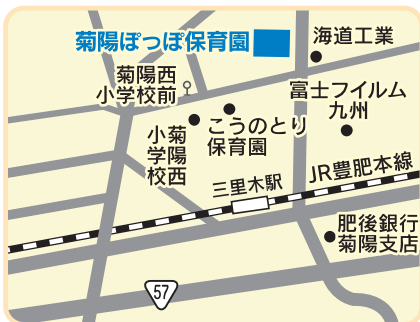 菊陽ぽっぽ保育園
海道工業
菊陽西
小学校前
富士フイルム
九州
こうのとり
保育園
菊陽西
小学校
三里木駅
JR豊肥本線
肥後銀行
菊陽支店
57